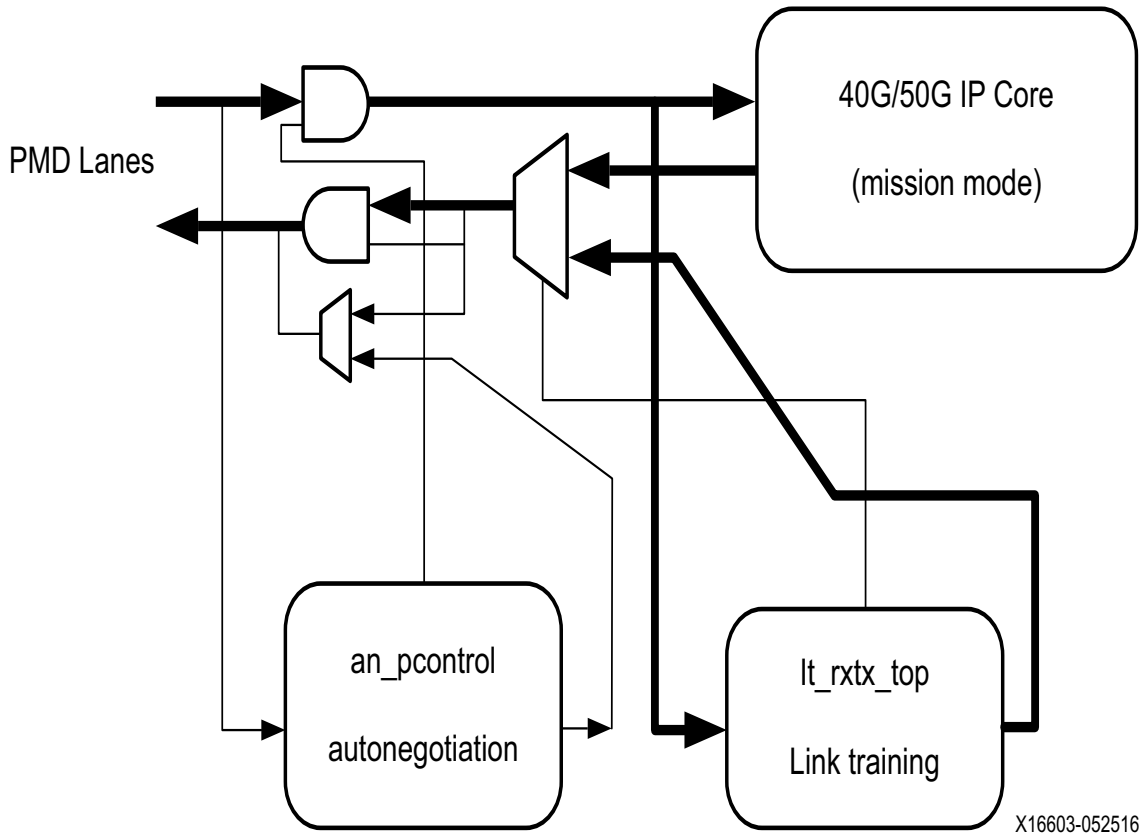 40G/50G IP Core
(mission mode)
PMD Lanes
an_pcontrol
autonegotiation
lt_rxtx_top
Link training
X16603-052516